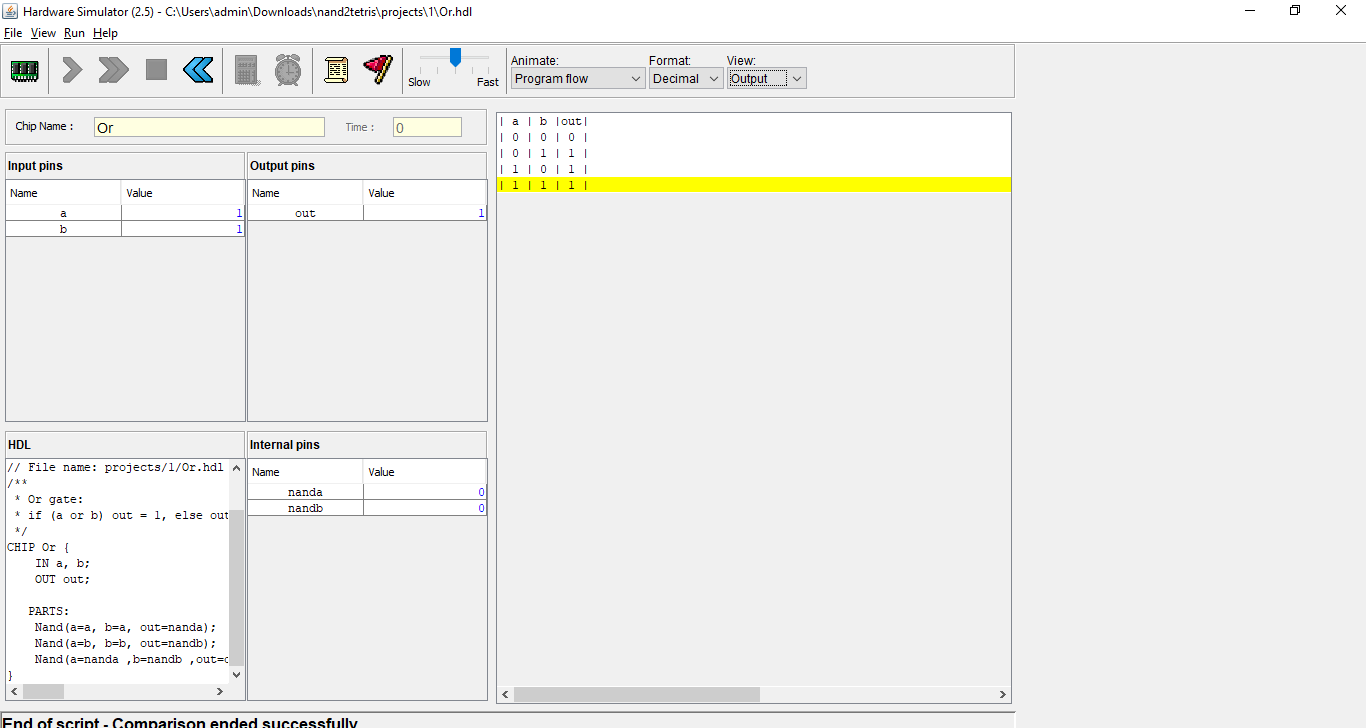 Hardware Simulator (2.5) - C:\Users\admin\Downloads\nand2tetris\projects\1\Or.hdl
File View Run Help
Slow Fast
Animate: Format: View:
Program flow Decimal Output
Chip Name : Or Time : 0
Input pins
Name Value
a 1
b 1
Output pins
Name Value
out 1
HDL
// File name: projects/1/Or.hdl
/**
* Or gate:
* if (a or b) out = 1, else out
*/
CHIP Or {
IN a, b;
OUT out;
PARTS:
Nand(a=a, b=a, out=nanda);
Nand(a=b, b=b, out=nandb);
Nand(a=nanda ,b=nandb ,out=
}
Internal pins
Name Value
nanda 0
nandb 0
| a | b |out|
| 0 | 0 | 0 |
| 0 | 1 | 1 |
| 1 | 0 | 1 |
| 1 | 1 | 1 |
End of script - Comparison ended successfully